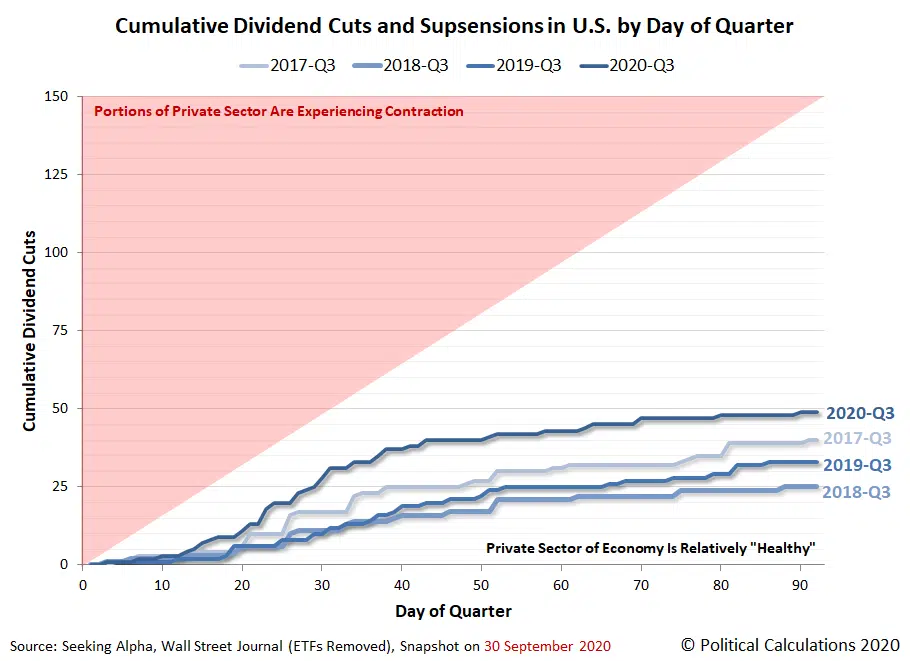 Cumulative Dividend Cuts and Supsensions in U.S. by Day of Quarter
2017-Q3 2018-Q3 2019-Q3 2020-Q3
150
Portions of Private Sector Are Experiencing Contraction
125
100
75
50
25
0
Cumulative Dividend Cuts
2020-Q3
2017-Q3
2019-Q3
2018-Q3
Private Sector of Economy Is Relatively "Healthy"
0 10 20 30 40 50 60 70 80 90
Day of Quarter
Source: Seeking Alpha, Wall Street Journal (ETFs Removed), Snapshot on 30 September 2020
© Political Calculations 2020